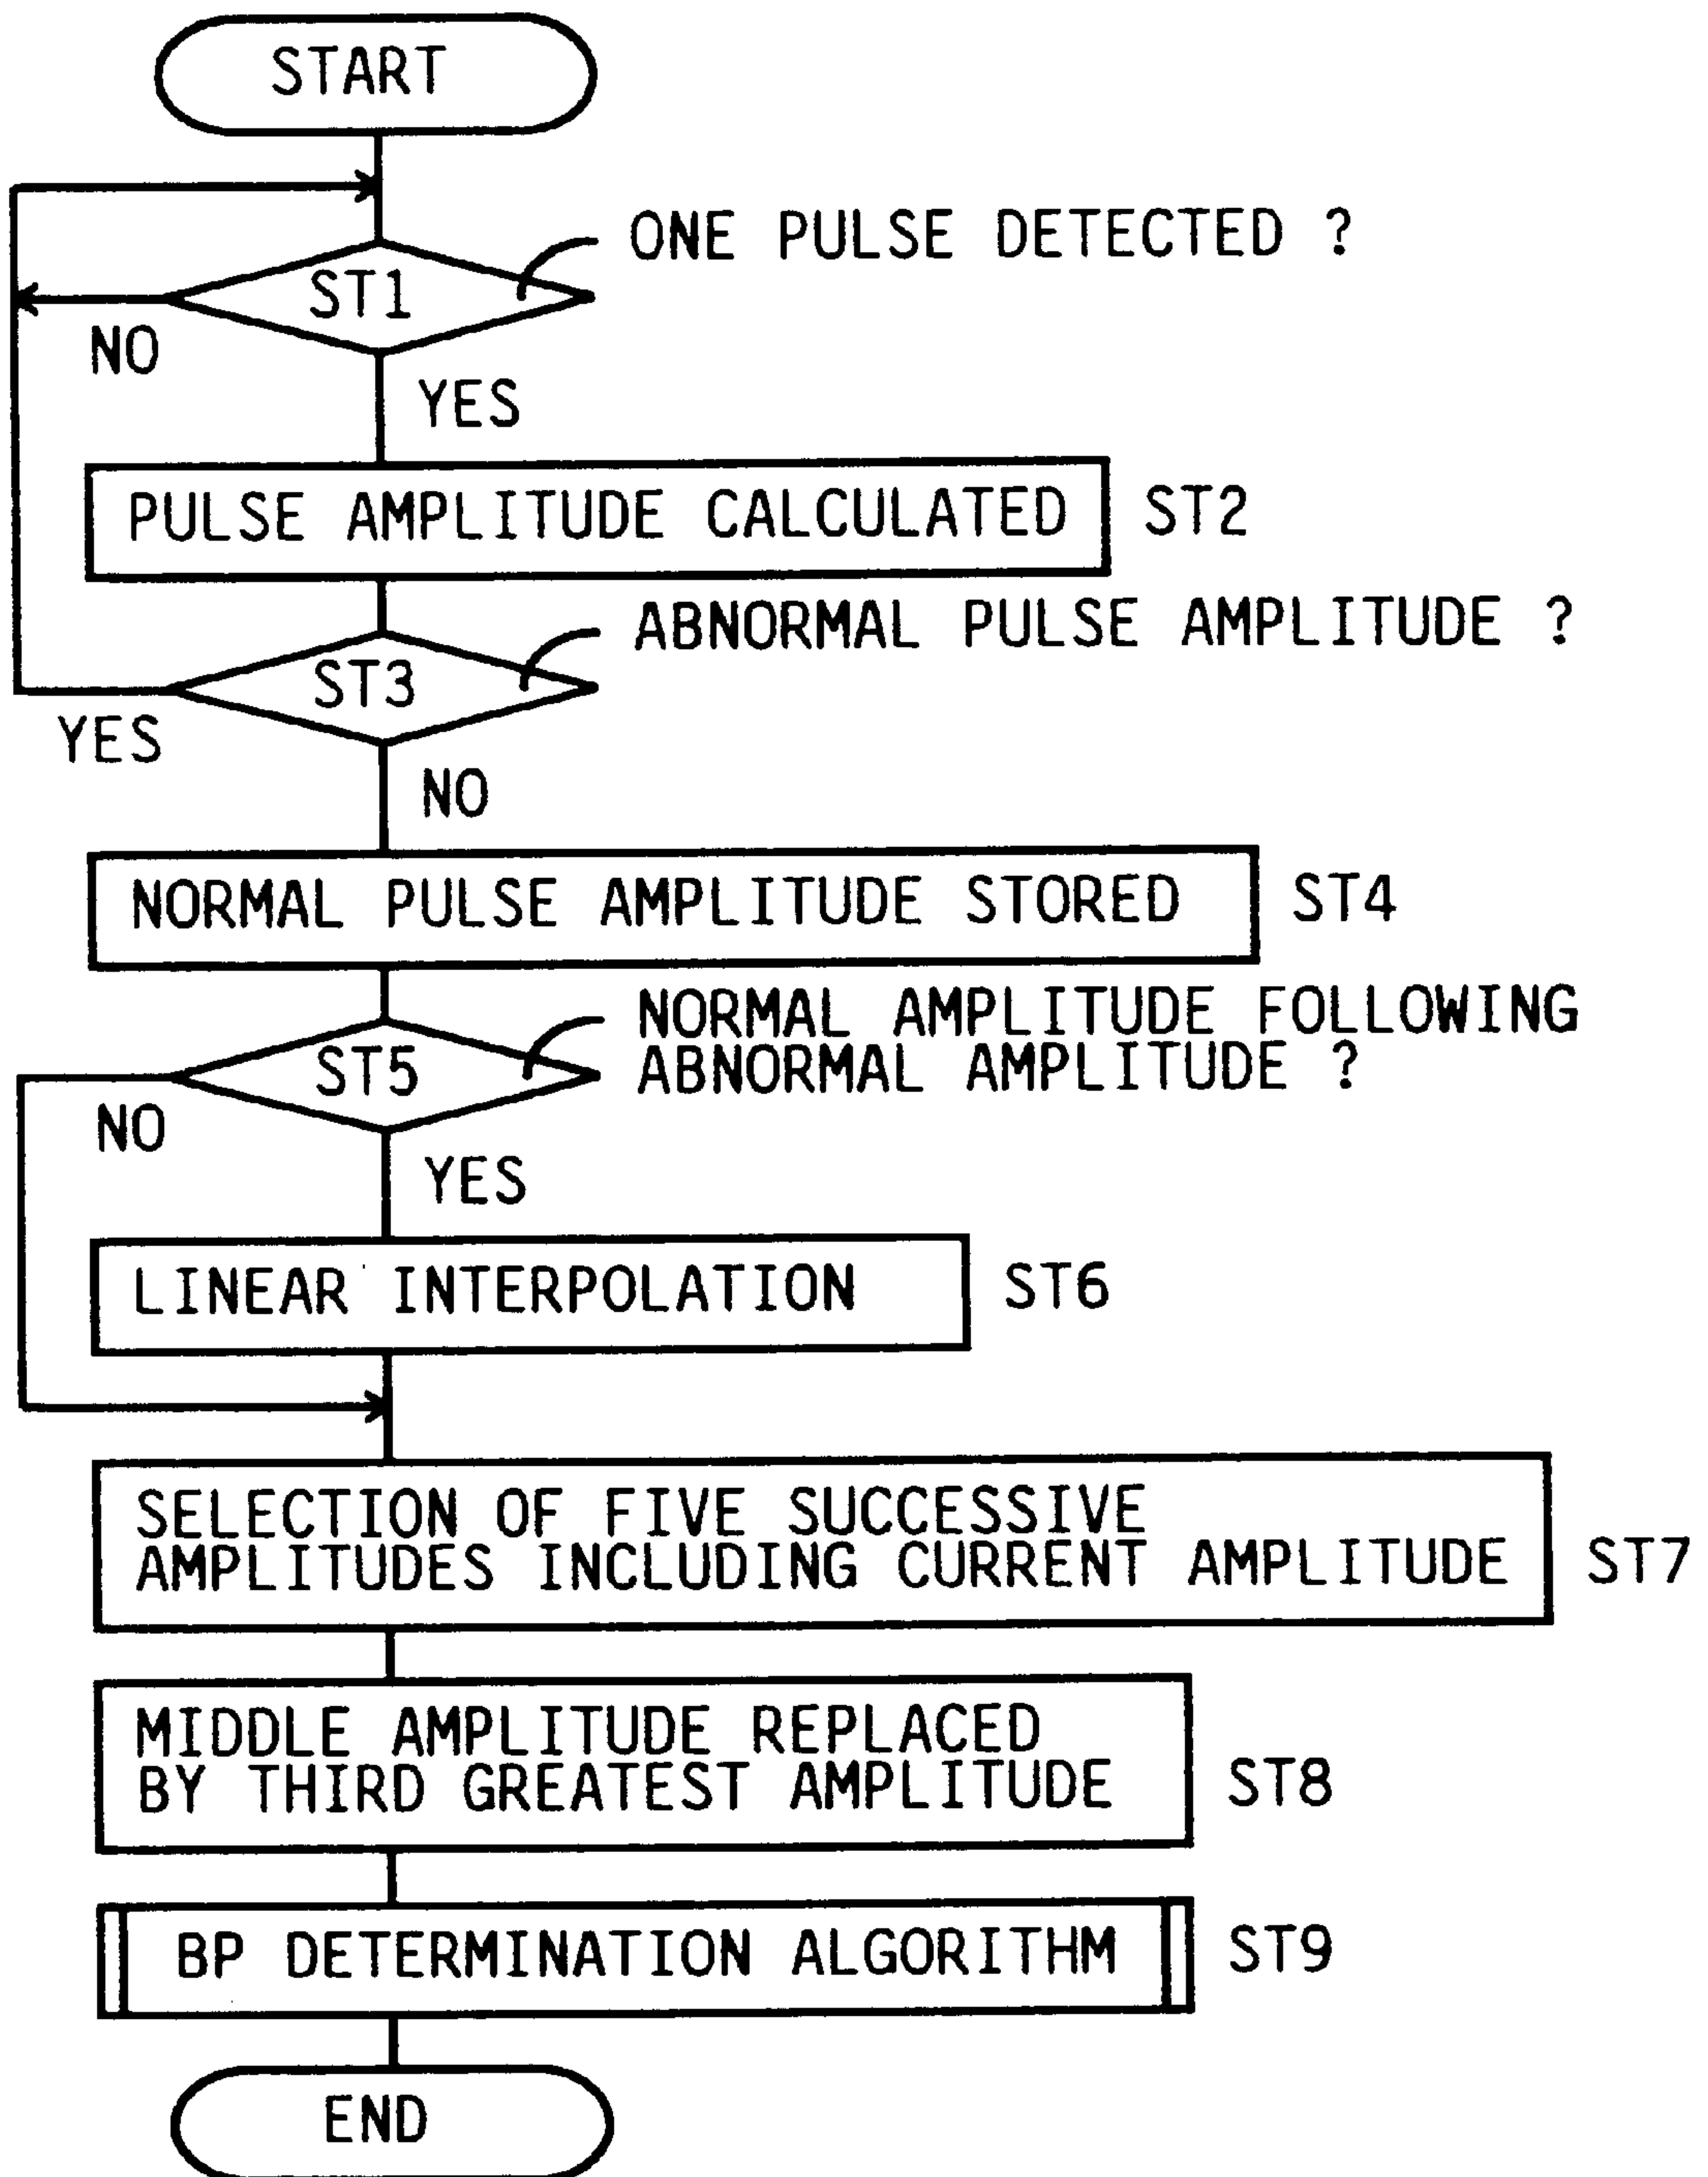 START
ONE PULSE DETECTED ?
ST1
NO
YES
PULSE AMPLITUDE CALCULATED
ST2
ABNORMAL PULSE AMPLITUDE ?
ST3
YES
NO
NORMAL PULSE AMPLITUDE STORED
ST4
NORMAL AMPLITUDE FOLLOWING
ABNORMAL AMPLITUDE ?
ST5
NO
YES
LINEAR INTERPOLATION
ST6
SELECTION OF FIVE SUCCESSIVE
AMPLITUDES INCLUDING CURRENT AMPLITUDE
ST7
MIDDLE AMPLITUDE REPLACED
BY THIRD GREATEST AMPLITUDE
ST8
BP DETERMINATION ALGORITHM
ST9
END